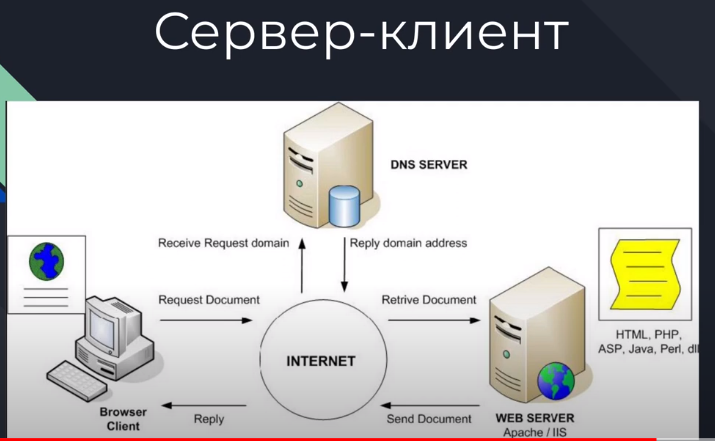 Сервер-клиент
DNS SERVER
Receive Request domain
Reply domain address
Request Document
Retrive Document
INTERNET
HTML, PHP,
ASP, Java, Perl, dll
Browser
Client
Reply
Send Document
WEB SERVER
Apache / IIS